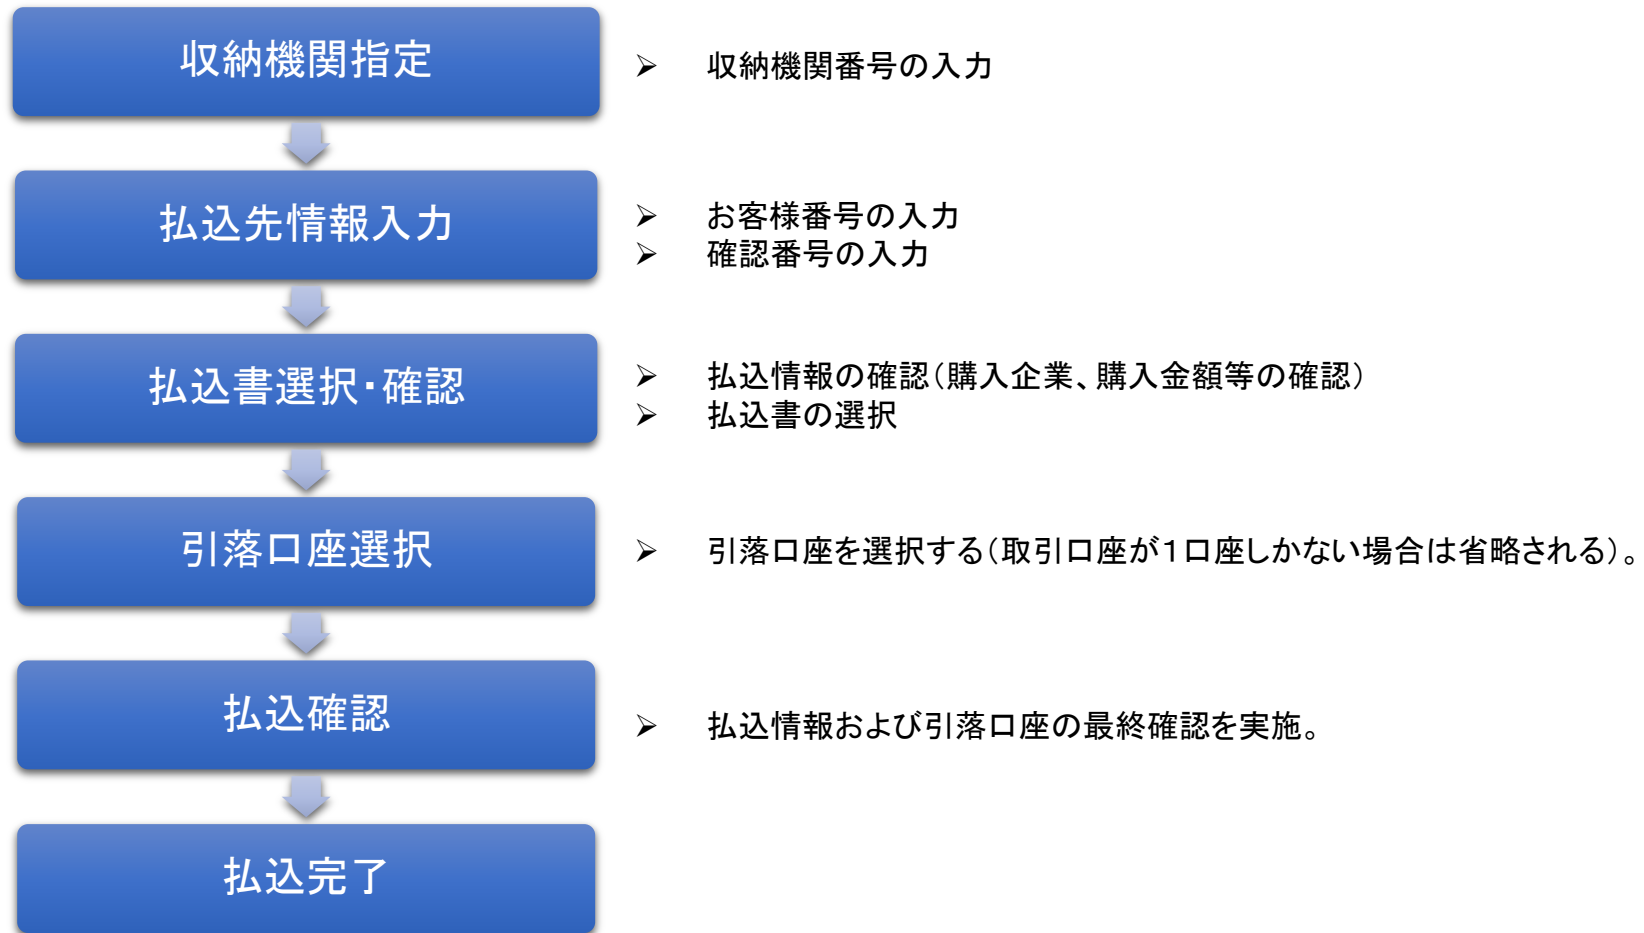 収納機関指定
➢ 収納機関番号の入力
払込先情報入力
➢ お客様番号の入力
➢ 確認番号の入力
払込書選択・確認
➢ 払込情報の確認（購入企業、購入金額等の確認）
➢ 払込書の選択
引落口座選択
➢ 引落口座を選択する（取引口座が１口座しかない場合は省略される）。
払込確認
➢ 払込情報および引落口座の最終確認を実施。
払込完了